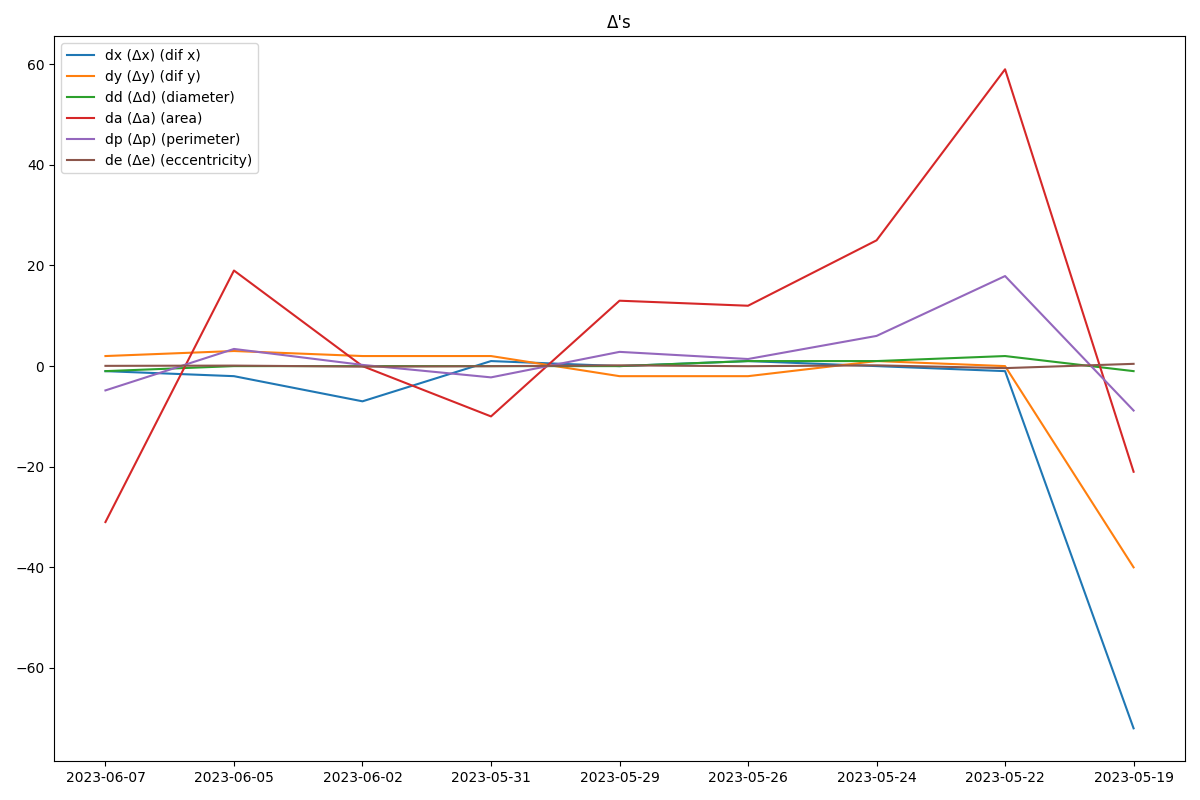 Δ's
dx (Δx) (dif x)
dy (Δy) (dif y)
dd (Δd) (diameter)
da (Δa) (area)
dp (Δp) (perimeter)
de (Δe) (eccentricity)
60
40
20
0
−20
−40
−60
2023-06-07 2023-06-05 2023-06-02 2023-05-31 2023-05-29 2023-05-26 2023-05-24 2023-05-22 2023-05-19